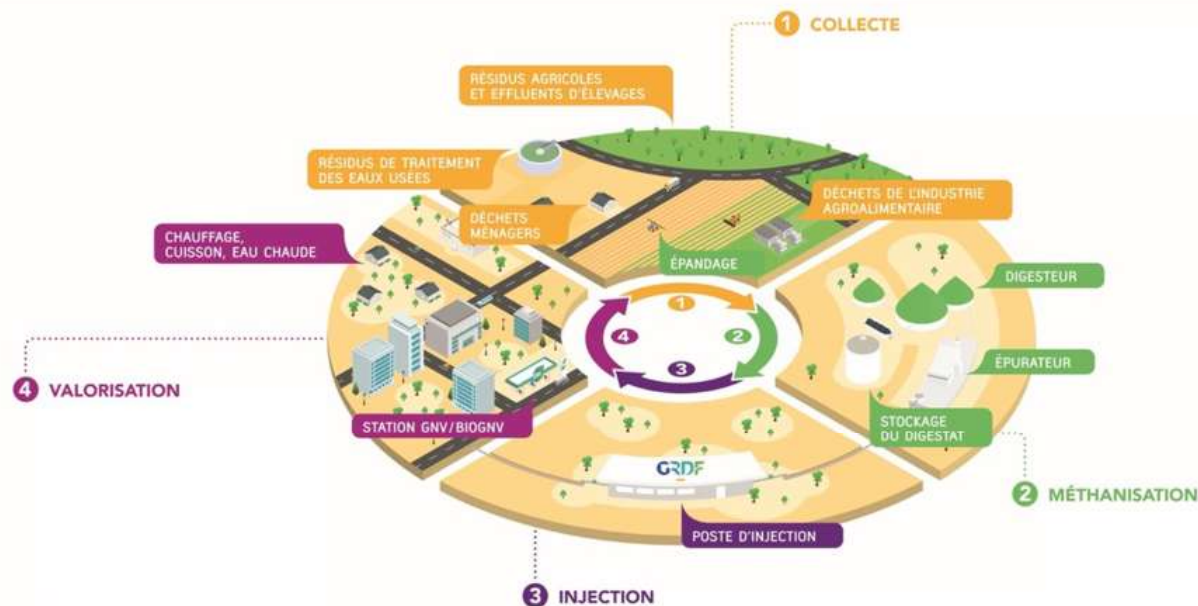 1 COLLECTE
RÉSIDUS AGRICOLES
ET EFFLUENTS D'ÉLEVAGES
RÉSIDUS DE TRAITEMENT
DES EAUX USÉES
DÉCHETS
MÉNAGERS
DÉCHETS DE L'INDUSTRIE
AGROALIMENTAIRE
ÉPANDAGE
CHAUFFAGE,
CUISSON, EAU CHAUDE
DIGESTEUR
ÉPURATEUR
STOCKAGE
DU DIGESTAT
1
2
3
4
4 VALORISATION
STATION GNV/BIOGNV
GRDF
2 MÉTHANISATION
POSTE D'INJECTION
3 INJECTION